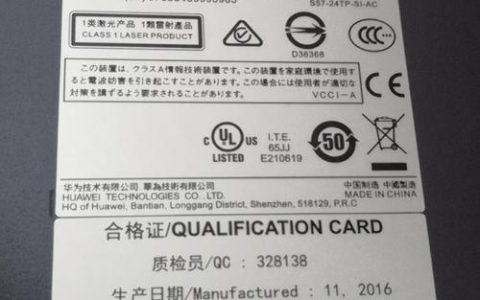 S57-24TP-SI-AC
1类激光产品 1類雷射產品
CLASS 1 LASER PRODUCT
D36368
この装置は、クラスA情報技術装置です。この装置を家庭環境で使用す
ると電波妨害を引き起こすことがあります。この場合には使用者が適切な
対策を講ずるよう要求されることがあります。 VCCI-A
CCC
C UL US
LISTED
I.T.E.
65JJ
E210619
50
华为技术有限公司 華為技術有限公司
中国制造 中國製造
HUAWEI TECHNOLOGIES CO., LTD.
MADE IN CHINA
HQ of Huawei, Bantian, Longgang District, Shenzhen, 518129, P.R.C
合格证/QUALIFICATION CARD
质检员/QC : 328138
生产日期/Manufactured : 11, 2016